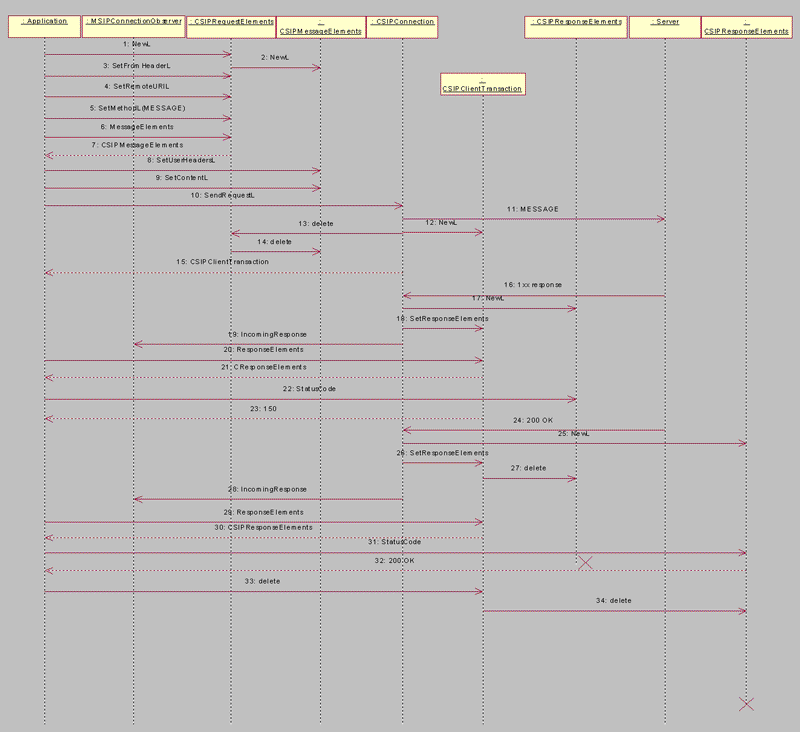 : Application
: MSIPConnectionObserver
: CSIPRequestElements
:
CSIPMessageElements
: CSIPConnection
: CSIPResponseElements
: Server
:
CSIPResponseElements
:
CSIPClientTransaction
1: NewL
2: NewL
3: SetFromHeaderL
4: SetRemoteURIL
5: SetMethodL(MESSAGE)
6: MessageElements
7: CSIPMessageElements
8: SetUserHeadersL
9: SetContentL
10: SendRequestL
11: MESSAGE
12: NewL
13: delete
14: delete
15: CSIPClientTransaction
16: 1xx response
17: NewL
18: SetResponseElements
19: IncomingResponse
20: ResponseElements
21: CResponseElements
22: StatusCode
23: 150
24: 200 OK
25: NewL
26: SetResponseElements
27: delete
28: IncomingResponse
29: ResponseElements
30: CSIPResponseElements
31: StatusCode
32: 200 OK
33: delete
34: delete